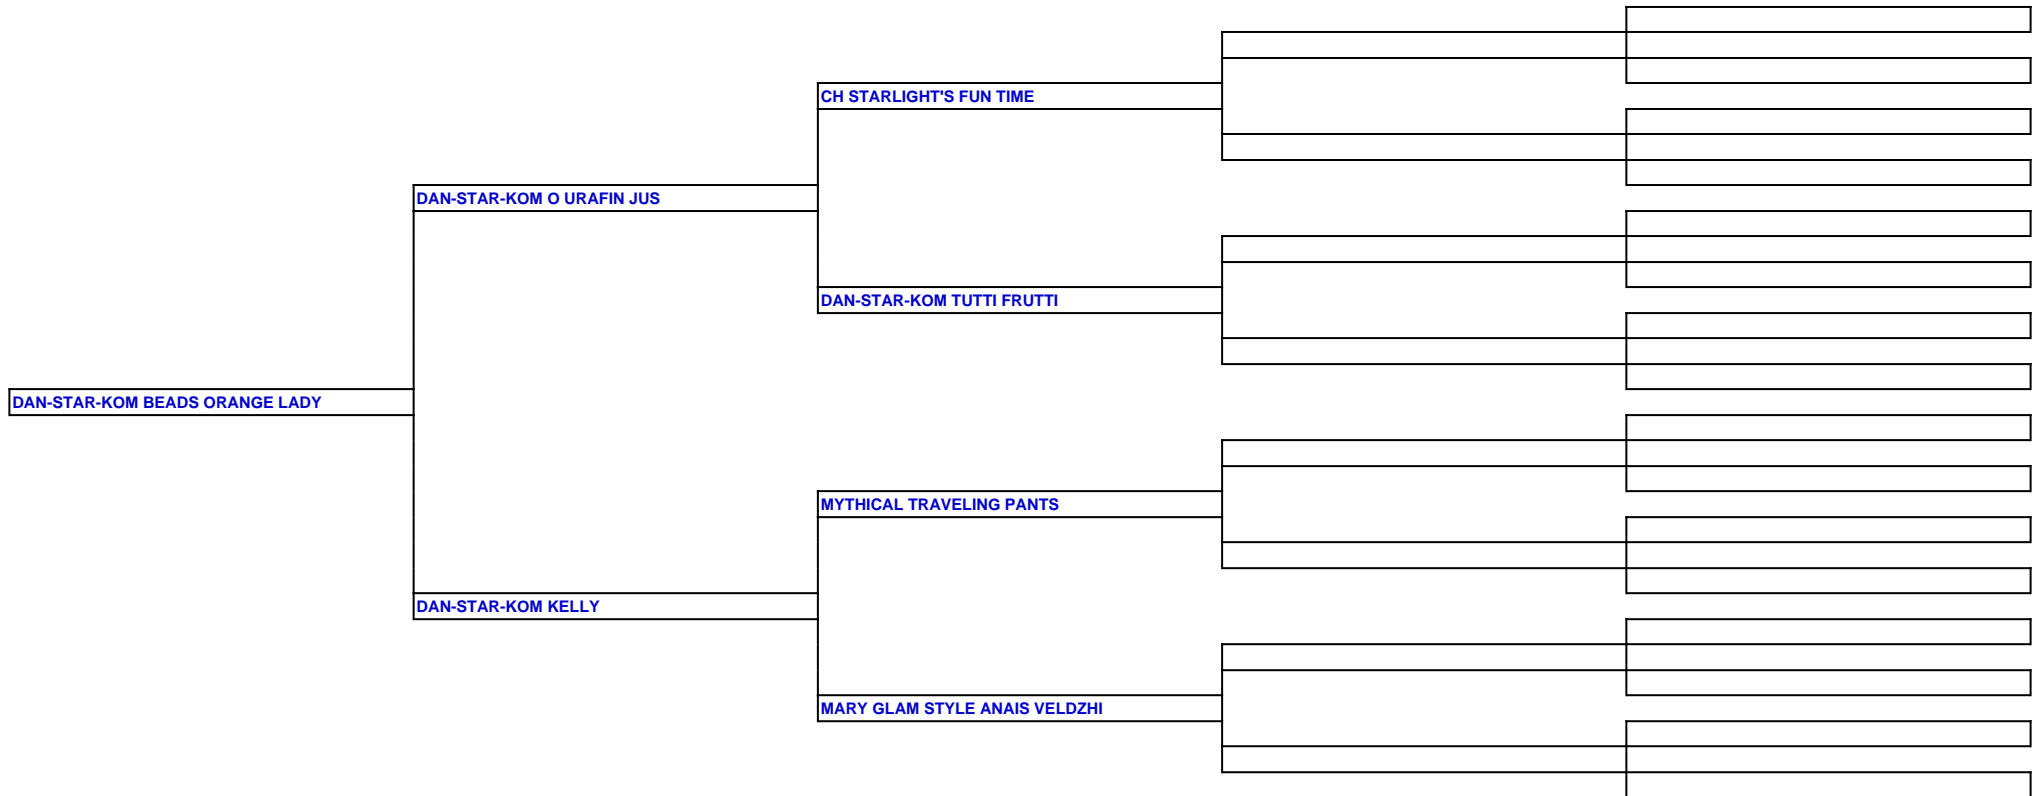 CH STARLIGHT'S FUN TIME
DAN-STAR-KOM O URAFIN JUS
DAN-STAR-KOM TUTTI FRUTTI
DAN-STAR-KOM BEADS ORANGE LADY
MYTHICAL TRAVELING PANTS
DAN-STAR-KOM KELLY
MARY GLAM STYLE ANAIS VELDZHI